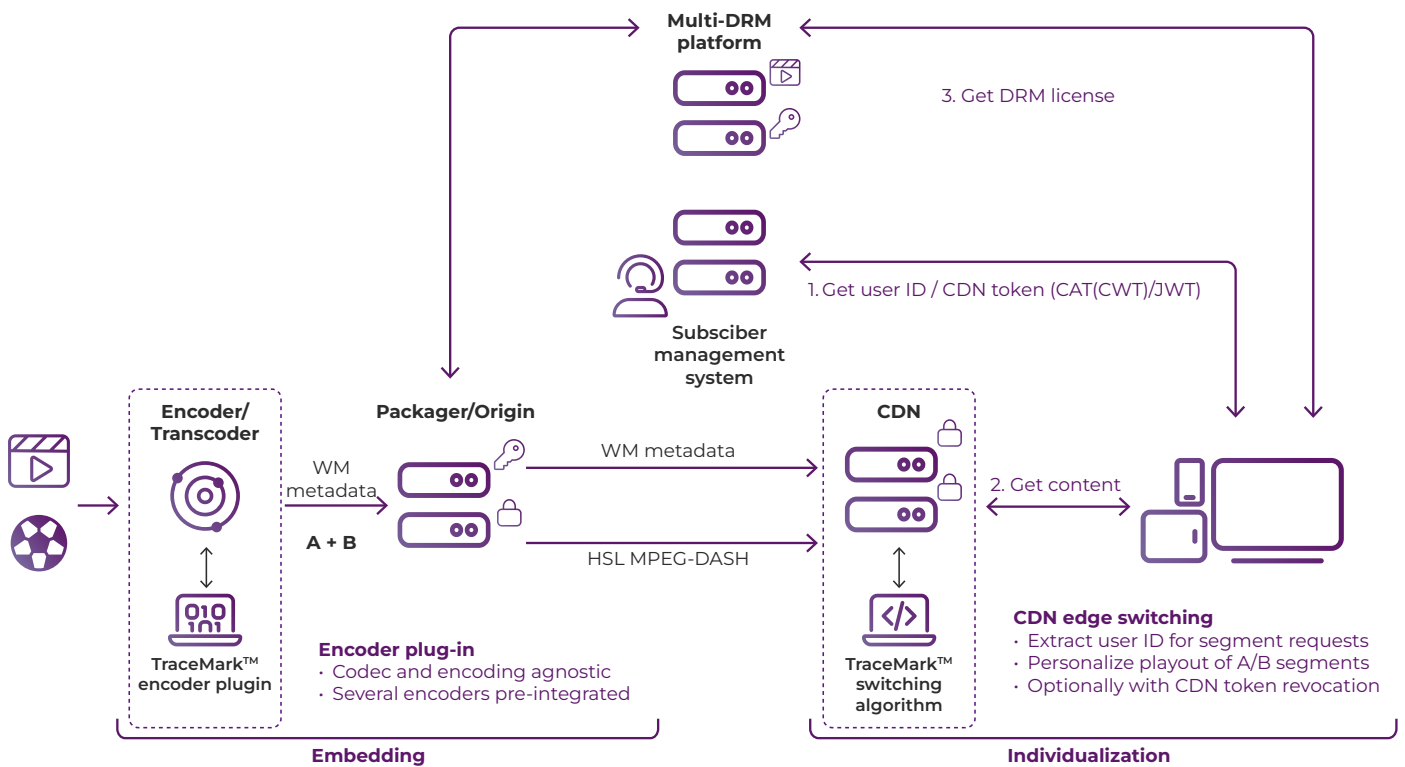 Multi-DRM
platform
3. Get DRM license
1. Get user ID / CDN token (CAT(CWT)/JWT)
Subsciber
management
system
Encoder/
Transcoder
Packager/Origin
CDN
WM
metadata
A + B
WM metadata
HSL MPEG-DASH
2. Get content
010
101
TraceMark™
encoder plugin
Encoder plug-in
· Codec and encoding agnostic
· Several encoders pre-integrated
</>
TraceMark™
switching
algorithm
CDN edge switching
· Extract user ID for segment requests
· Personalize playout of A/B segments
· Optionally with CDN token revocation
Embedding
Individualization